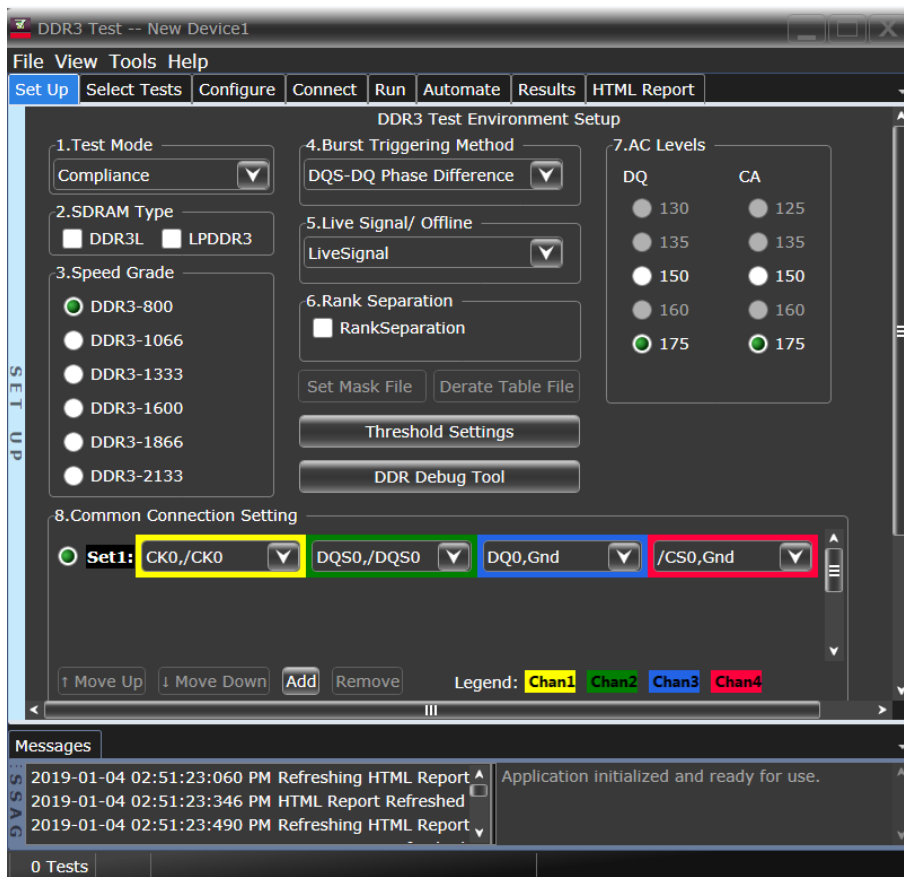 DDR3 Test -- New Device1
File View Tools Help
Set Up Select Tests Configure Connect Run Automate Results HTML Report
DDR3 Test Environment Setup
1.Test Mode
Compliance
2.SDRAM Type
DDR3L LPDDR3
3.Speed Grade
DDR3-800
DDR3-1066
DDR3-1333
DDR3-1600
DDR3-1866
DDR3-2133
4.Burst Triggering Method
DQS-DQ Phase Difference
5.Live Signal/ Offline
LiveSignal
6.Rank Separation
RankSeparation
Set Mask File Derate Table File
Threshold Settings
DDR Debug Tool
7.AC Levels
DQ CA
130 125
135 135
150 150
160 160
175 175
SET UP
8.Common Connection Setting
Set1: CK0,/CK0 DQS0,/DQS0 DQ0,Gnd /CS0,Gnd
↑ Move Up ↓ Move Down Add Remove Legend: Chan1 Chan2 Chan3 Chan4
Messages
2019-01-04 02:51:23:060 PM Refreshing HTML Report
2019-01-04 02:51:23:346 PM HTML Report Refreshed
2019-01-04 02:51:23:490 PM Refreshing HTML Report
Application initialized and ready for use.
0 Tests